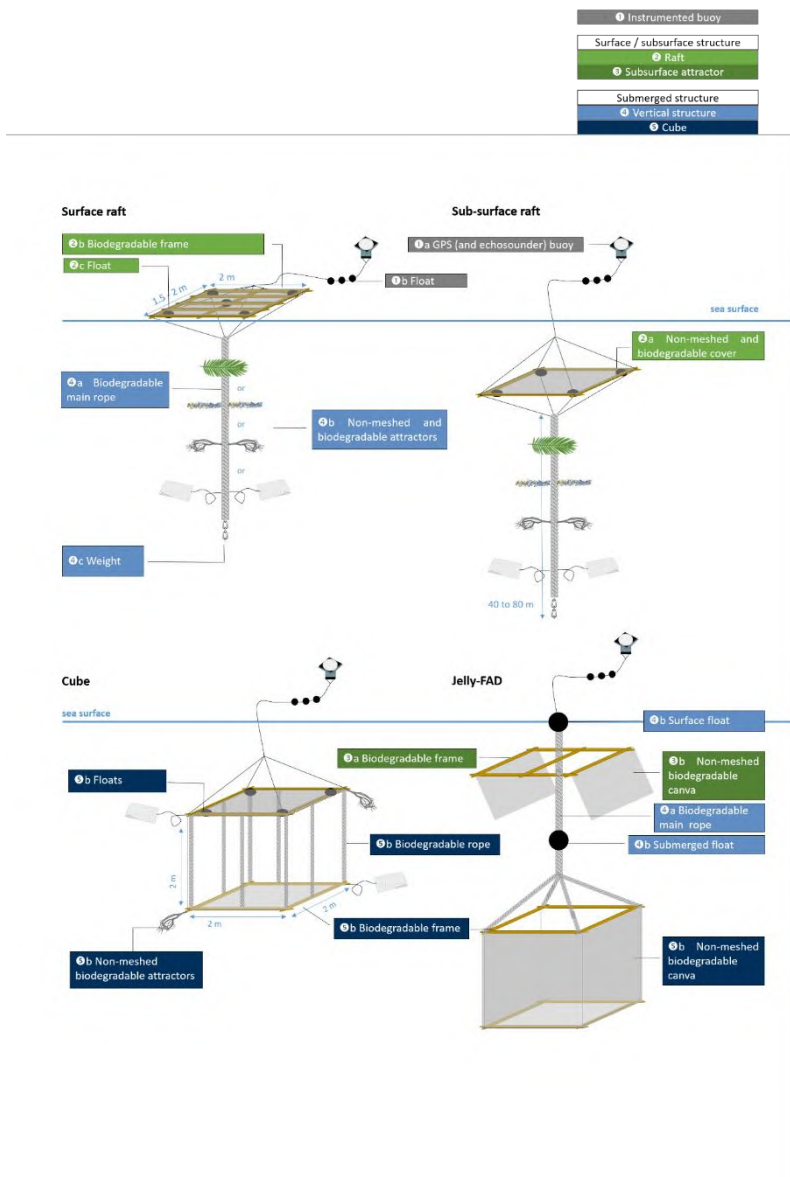 ❶ Instrumented buoy
Surface / subsurface structure
❷ Raft
❸ Subsurface attractor
Submerged structure
❹ Vertical structure
❺ Cube
Surface raft
❷b Biodegradable frame
❷c Float
1.5 - 2 m
2 m
❹a Biodegradable
main rope
or
or
or
❹b Non-meshed and
biodegradable attractors
❹c Weight
Sub-surface raft
❶a GPS (and echosounder) buoy
❶b Float
sea surface
❷a Non-meshed and
biodegradable cover
40 to 80 m
Cube
sea surface
❺b Floats
2 m
2 m
2 m
❺b Biodegradable rope
❺b Biodegradable frame
❺b Non-meshed
biodegradable attractors
Jelly-FAD
❹b Surface float
❸a Biodegradable frame
❸b Non-meshed
biodegradable
canva
❹a Biodegradable
main rope
❹b Submerged float
❺b Non-meshed
biodegradable
canva